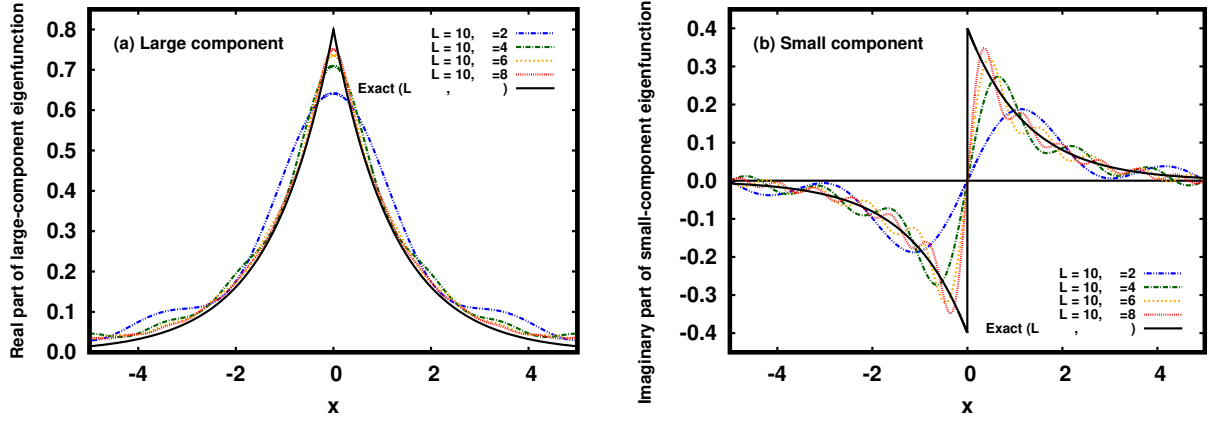 Real part of large-component eigenfunction
0.8
0.7
0.6
0.5
0.4
0.3
0.2
0.1
0.0
(a) Large component
L = 10, =2
L = 10, =4
L = 10, =6
L = 10, =8
Exact (L , )
-4 -2 0 2 4
x
Imaginary part of small-component eigenfunction
0.4
0.3
0.2
0.1
0.0
-0.1
-0.2
-0.3
-0.4
(b) Small component
L = 10, =2
L = 10, =4
L = 10, =6
L = 10, =8
Exact (L , )
-4 -2 0 2 4
x